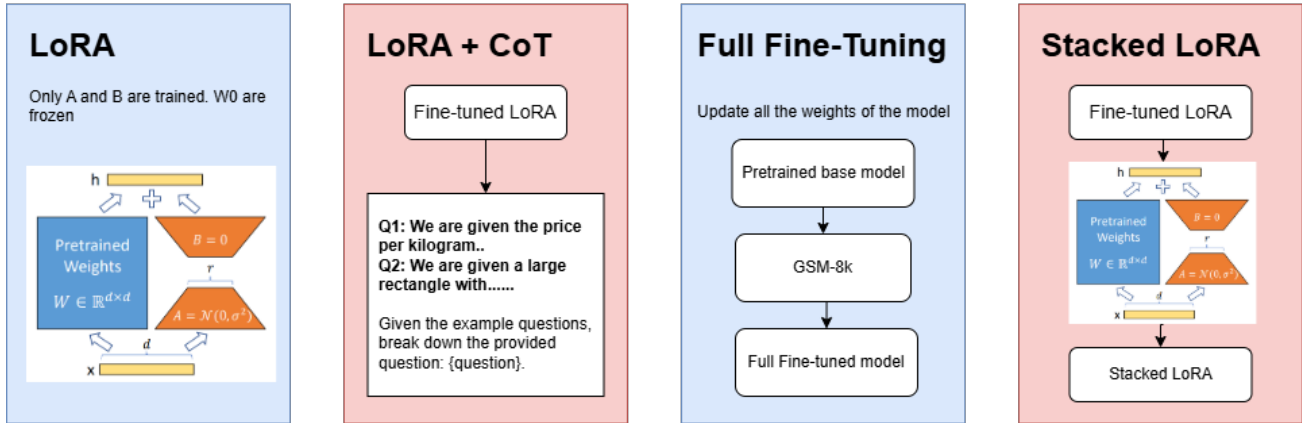 LoRA
Only A and B are trained. W0 are
frozen
h
Pretrained
Weights
W ∈ ℝ^{d×d}
B = 0
r
A = 𝒩(0, σ²)
d
x
LoRA + CoT
Fine-tuned LoRA
Q1: We are given the price
per kilogram..
Q2: We are given a large
rectangle with......
Given the example questions,
break down the provided
question: {question}.
Full Fine-Tuning
Update all the weights of the model
Pretrained base model
GSM-8k
Full Fine-tuned model
Stacked LoRA
Fine-tuned LoRA
h
Pretrained
Weights
W ∈ ℝ^{d×d}
B = 0
r
A = 𝒩(0, σ²)
d
x
Stacked LoRA